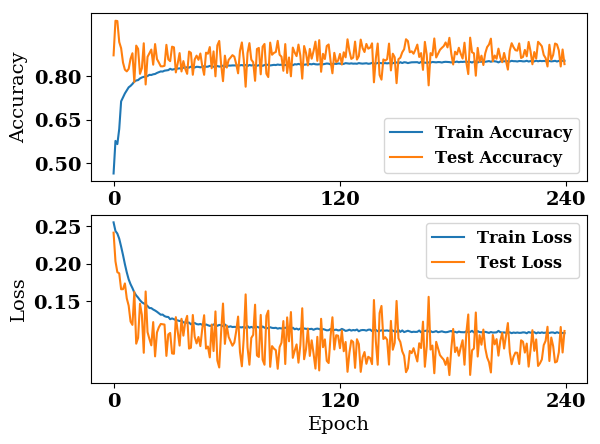 Accuracy
0.80
0.65
0.50
Train Accuracy
Test Accuracy
0 120 240
Loss
0.25
0.20
0.15
Train Loss
Test Loss
0 120 240
Epoch